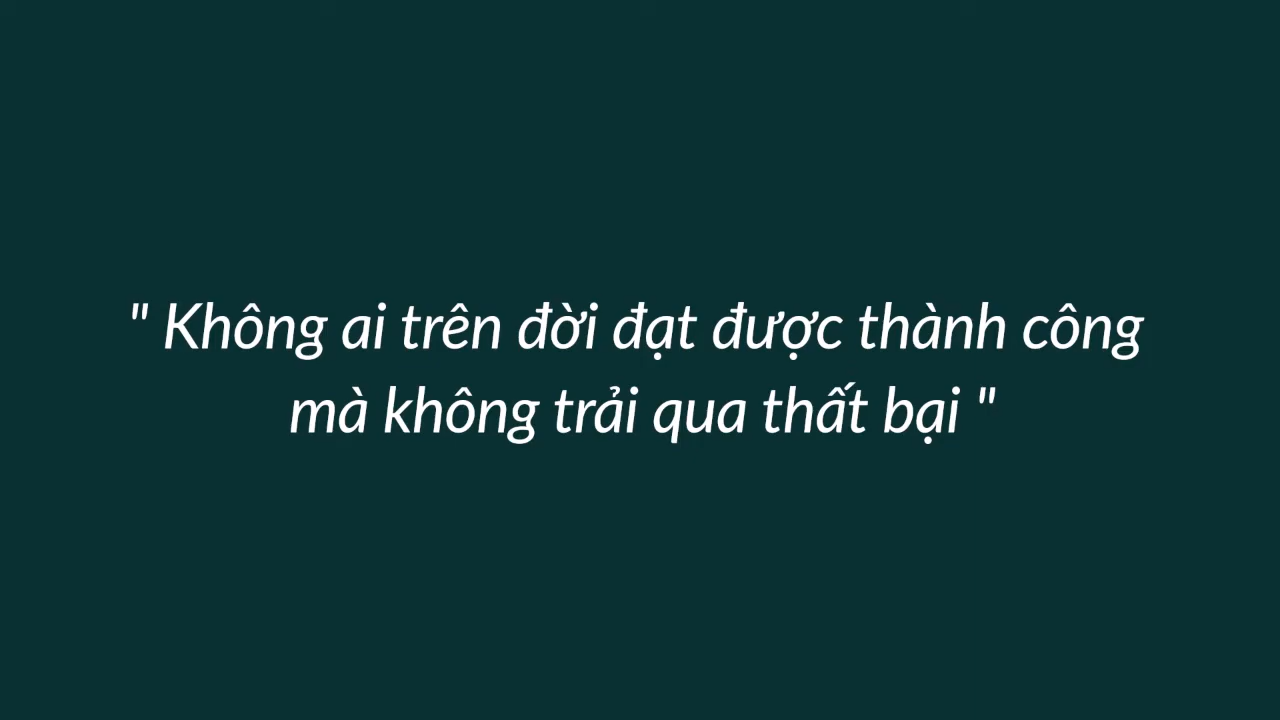 " Không ai trên đời đạt được thành công
mà không trải qua thất bại "